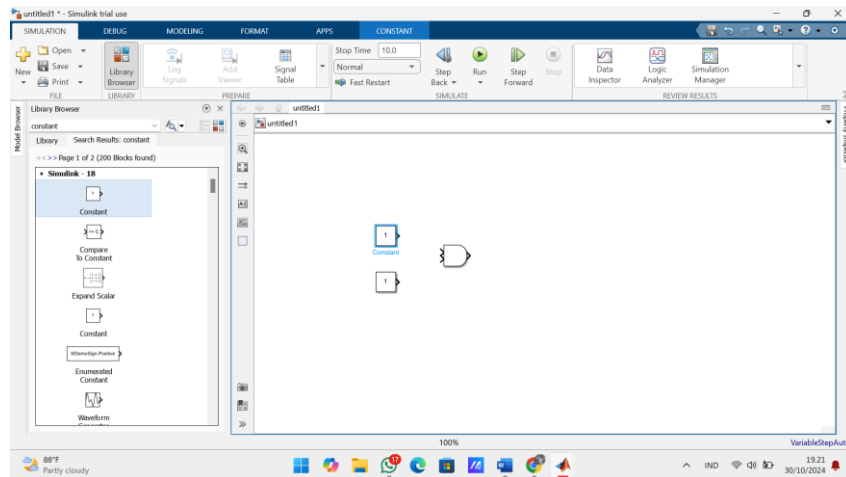 untitled1 * - Simulink trial use
SIMULATION DEBUG MODELING FORMAT APPS CONSTANT
New
Open
Save
Print
FILE
Library Browser
LIBRARY
Log Signals
Add Viewer
Signal Table
PREPARE
Stop Time 10.0
Normal
Fast Restart
Step Back
Run
Step Forward
Stop
SIMULATE
Data Inspector
Logic Analyzer
Simulation Manager
REVIEW RESULTS
Model Browser
Library Browser
constant
Library Search Results: constant
<< >> Page 1 of 2 (200 Blocks found)
Simulink - 18
1
Constant
Compare
To Constant
Expand Scalar
1
Constant
Enumerated
Constant
Waveform
untitled1
untitled1
1
Constant
1
Property Inspector
100%
VariableStepAut
88°F
Partly cloudy
17
IND
19.21
30/10/2024